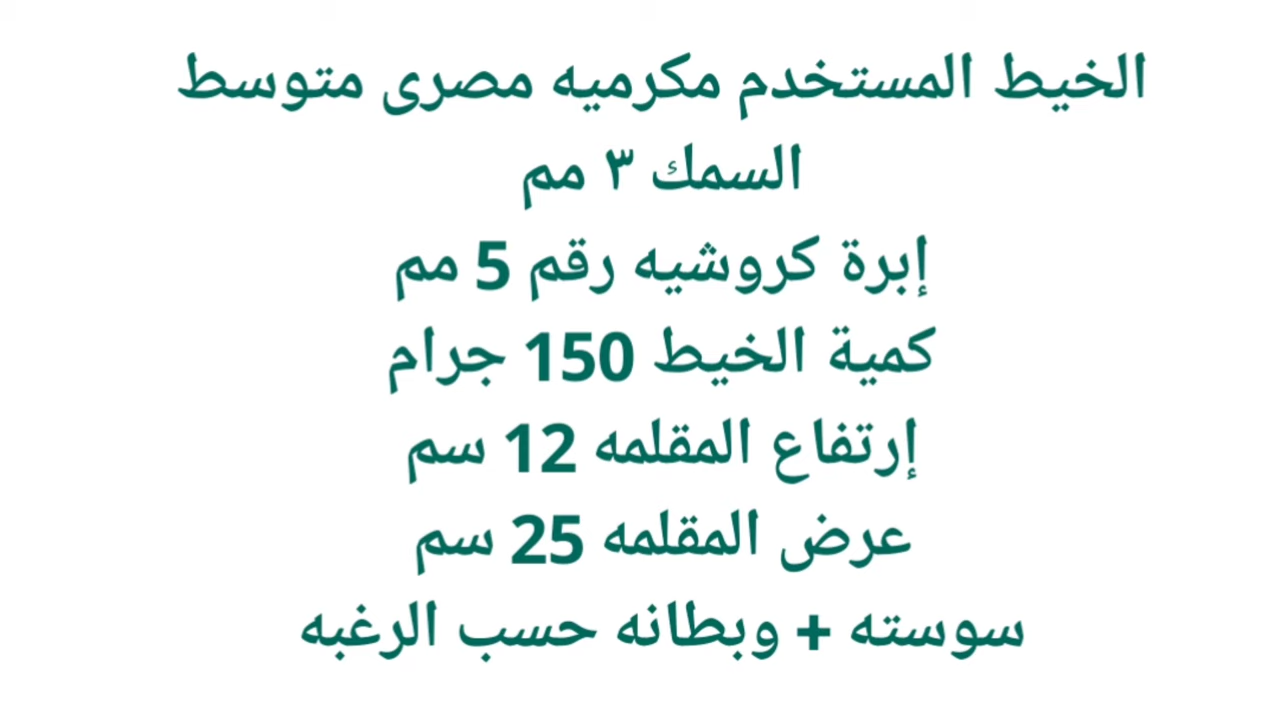 الخيط المستخدم مكرميه مصرى متوسط
السمك ٣ مم
إبرة كروشيه رقم 5 مم
كمية الخيط 150 جرام
إرتفاع المقلمه 12 سم
عرض المقلمه 25 سم
سوسته + وبطانه حسب الرغبه